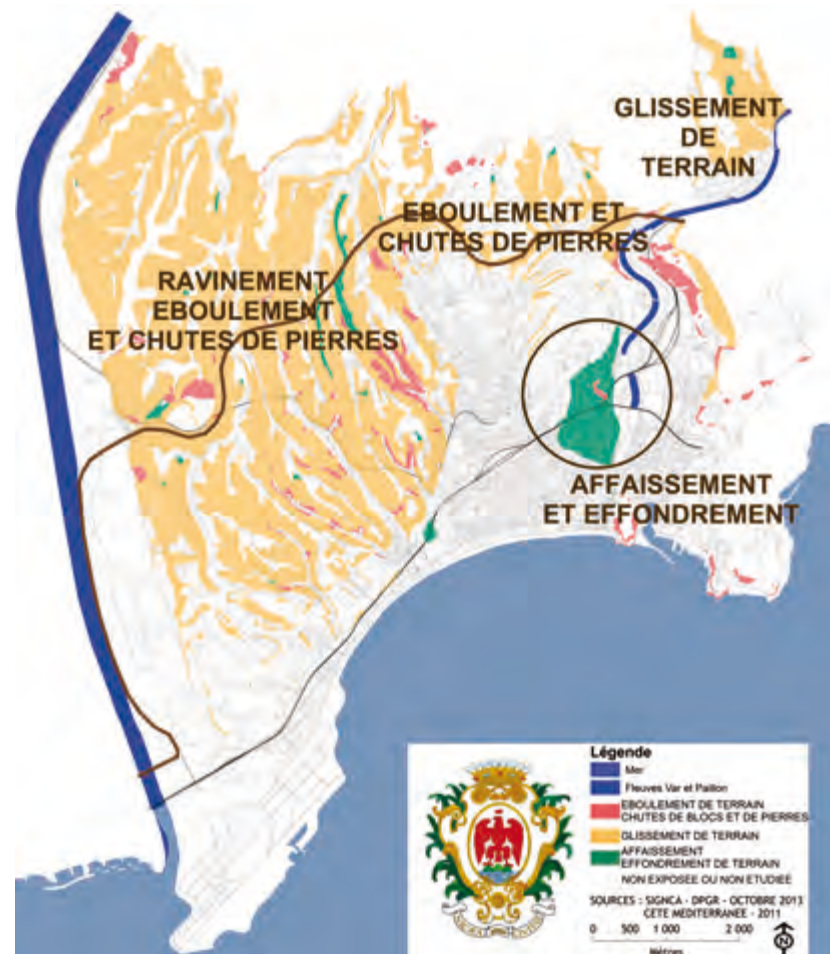 GLISSEMENT
DE
TERRAIN
EBOULEMENT ET
CHUTES DE PIERRES
RAVINEMENT
EBOULEMENT
ET CHUTES DE PIERRES
AFFAISSEMENT
ET EFFONDREMENT
Légende
Mer
Fleuves Var et Paillon
EBOULEMENT DE TERRAIN
CHUTES DE BLOCS ET DE PIERRES
GLISSEMENT DE TERRAIN
AFFAISSEMENT
EFFONDREMENT DE TERRAIN
NON EXPOSEE OU NON ETUDIEE
SOURCES : SIGNCA - DPGR - OCTOBRE 2013
CETE MEDITERRANEE - 2011
0 500 1 000 2 000
Mètres
N